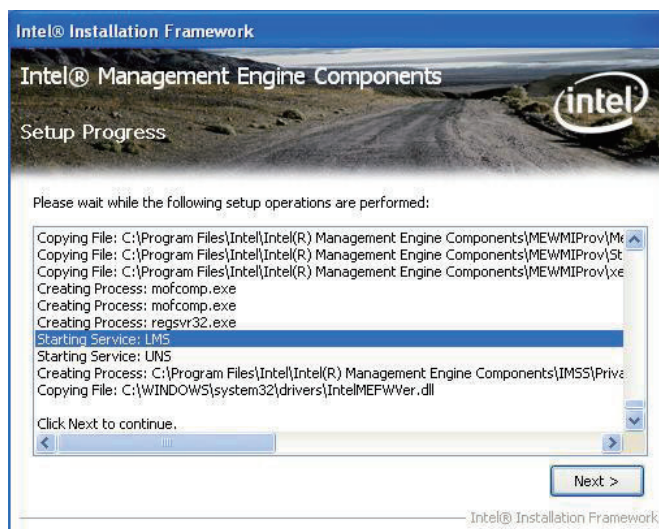 Intel® Installation Framework
Intel® Management Engine Components
intel
Setup Progress
Please wait while the following setup operations are performed:
Copying File: C:\Program Files\Intel\Intel(R) Management Engine Components\MEWMIProv\Me
Copying File: C:\Program Files\Intel\Intel(R) Management Engine Components\MEWMIProv\St
Copying File: C:\Program Files\Intel\Intel(R) Management Engine Components\MEWMIProv\xe
Creating Process: mofcomp.exe
Creating Process: mofcomp.exe
Creating Process: regsvr32.exe
Starting Service: LMS
Starting Service: UNS
Creating Process: C:\Program Files\Intel\Intel(R) Management Engine Components\IMSS\Priva
Copying File: C:\WINDOWS\system32\drivers\IntelMEFWVer.dll
Click Next to continue.
Next >
Intel® Installation Framework